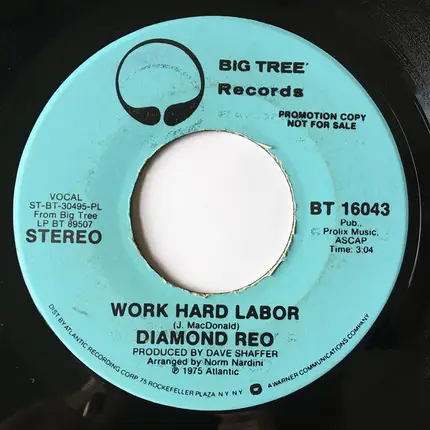 BIG TREE
Records
PROMOTION COPY
NOT FOR SALE
VOCAL
ST-BT-30495-PL
From Big Tree
LP BT 89507
STEREO
BT 16043
Pub.,
Prolix Music,
ASCAP
Time: 3:04
WORK HARD LABOR
(J. MacDonald)
DIAMOND REO
PRODUCED BY DAVE SHAFFER
Arranged by Norm Nardini
℗ 1975 Atlantic
DIST. BY ATLANTIC RECORDING CORP. 75 ROCKEFELLER PLAZA N.Y. N.Y. A WARNER COMMUNICATIONS COMPANY